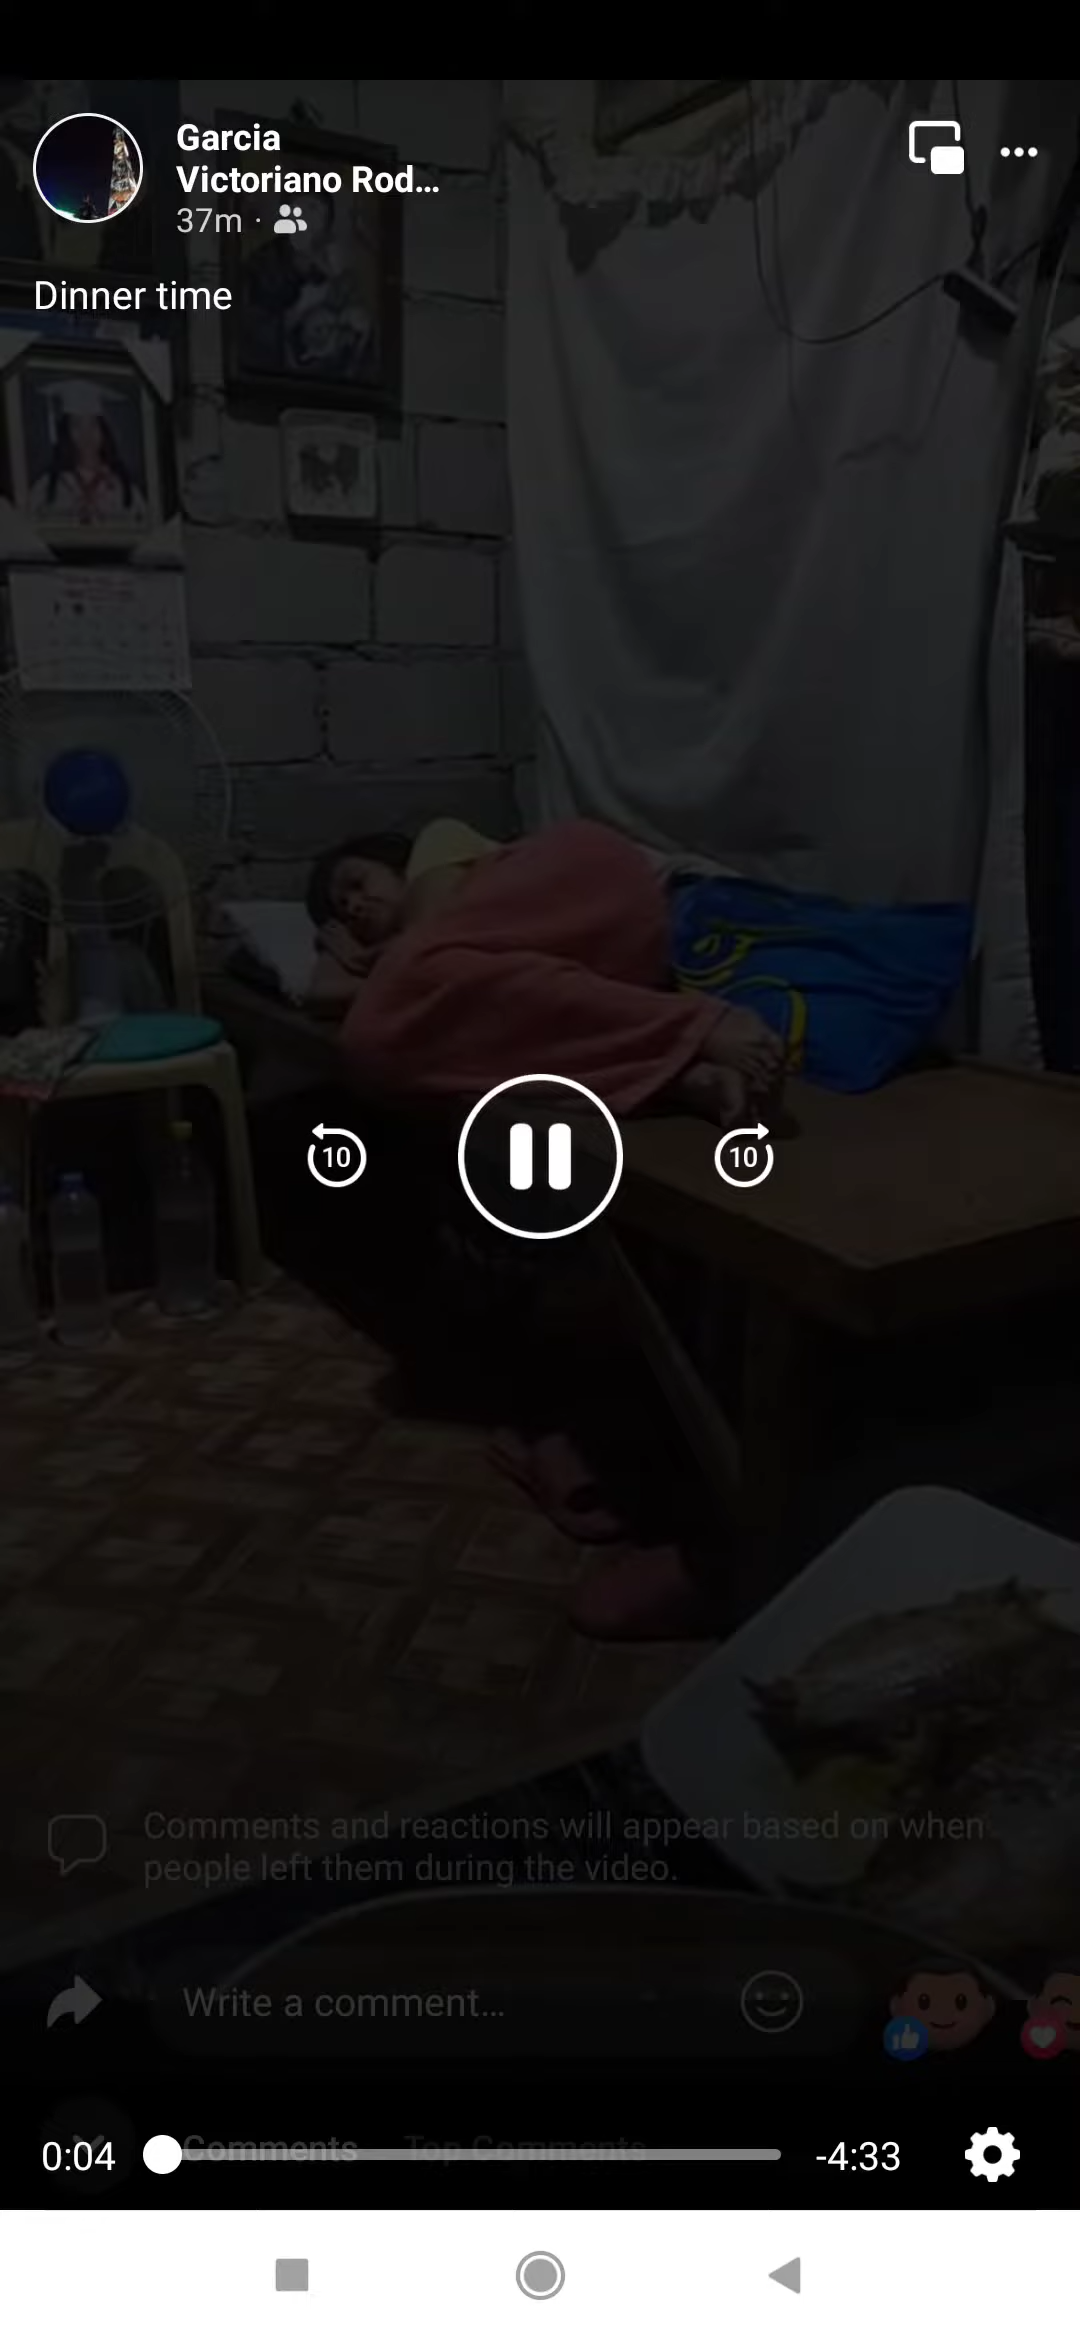 Garcia
Victoriano Rod...
37m ·
Dinner time
10
10
Comments and reactions will appear based on when
people left them during the video.
Write a comment...
Comments Top Comments
0:04 -4:33